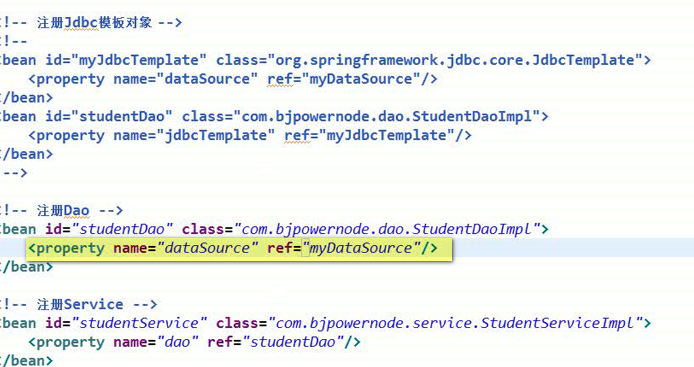 <!-- 注册Jdbc模板对象 -->
<!--
<bean id="myJdbcTemplate" class="org.springframework.jdbc.core.JdbcTemplate">
<property name="dataSource" ref="myDataSource"/>
</bean>
<bean id="studentDao" class="com.bjpowernode.dao.StudentDaoImpl">
<property name="jdbcTemplate" ref="myJdbcTemplate"/>
</bean>
-->
<!-- 注册Dao -->
<bean id="studentDao" class="com.bjpowernode.dao.StudentDaoImpl">
<property name="dataSource" ref="myDataSource"/>
</bean>
<!-- 注册Service -->
<bean id="studentService" class="com.bjpowernode.service.StudentServiceImpl">
<property name="dao" ref="studentDao"/>
</bean>